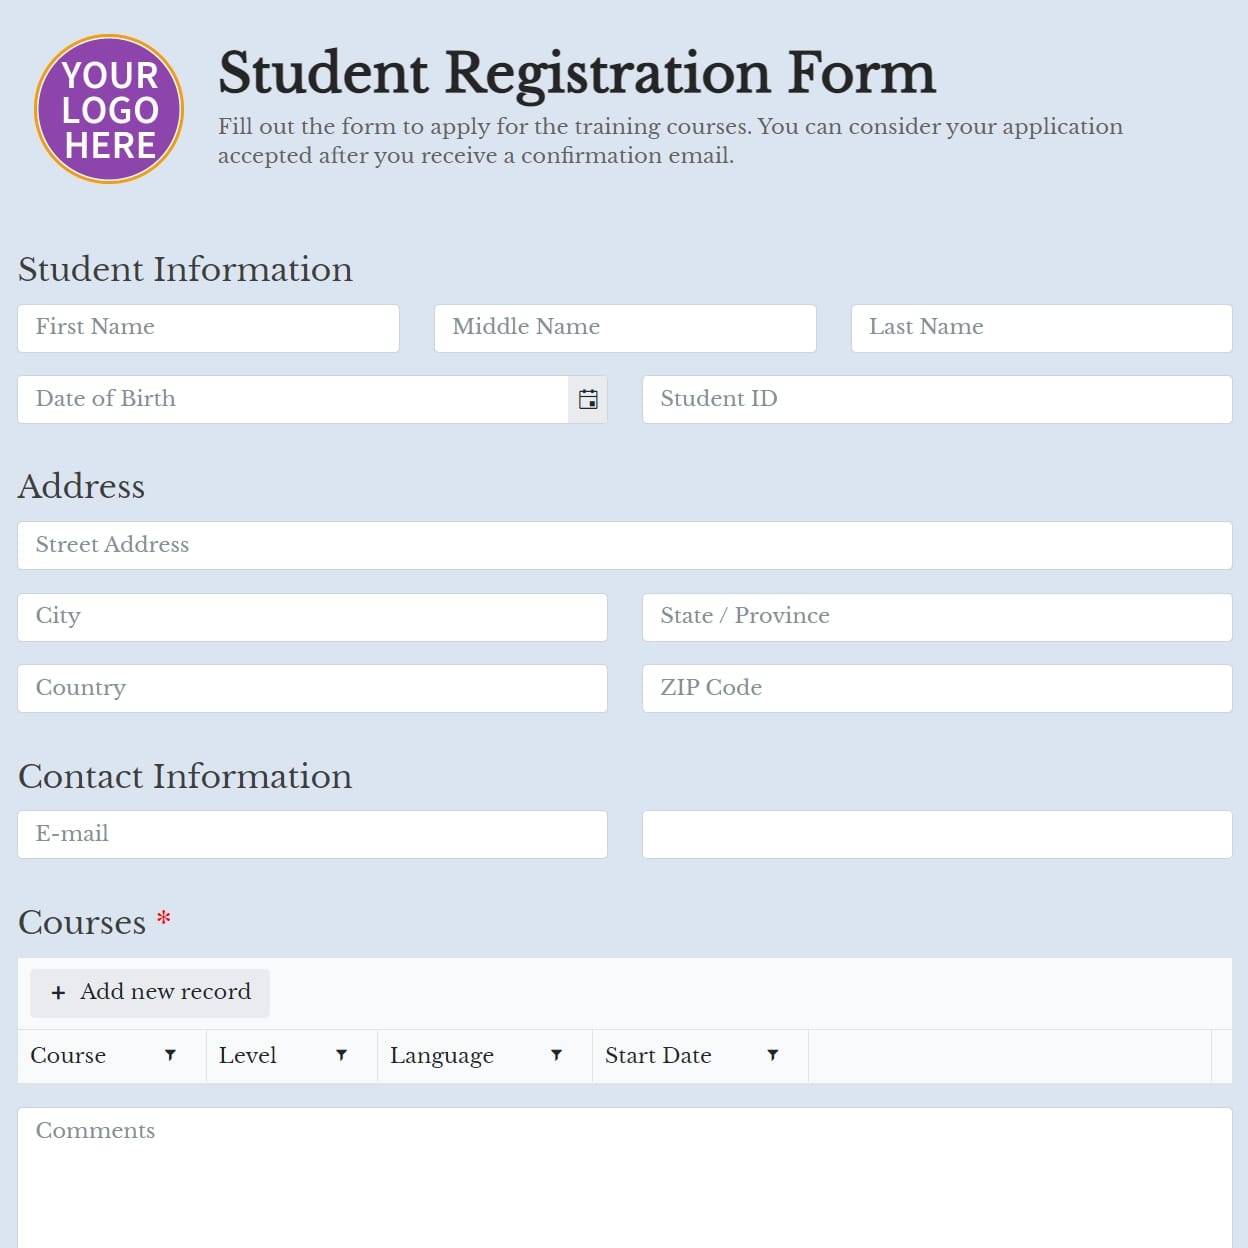 YOUR
LOGO
HERE
Student Registration Form
Fill out the form to apply for the training courses. You can consider your application
accepted after you receive a confirmation email.
Student Information
First Name
Middle Name
Last Name
Date of Birth
Student ID
Address
Street Address
City
State / Province
Country
ZIP Code
Contact Information
E-mail
Courses *
+ Add new record
Course
Level
Language
Start Date
Comments